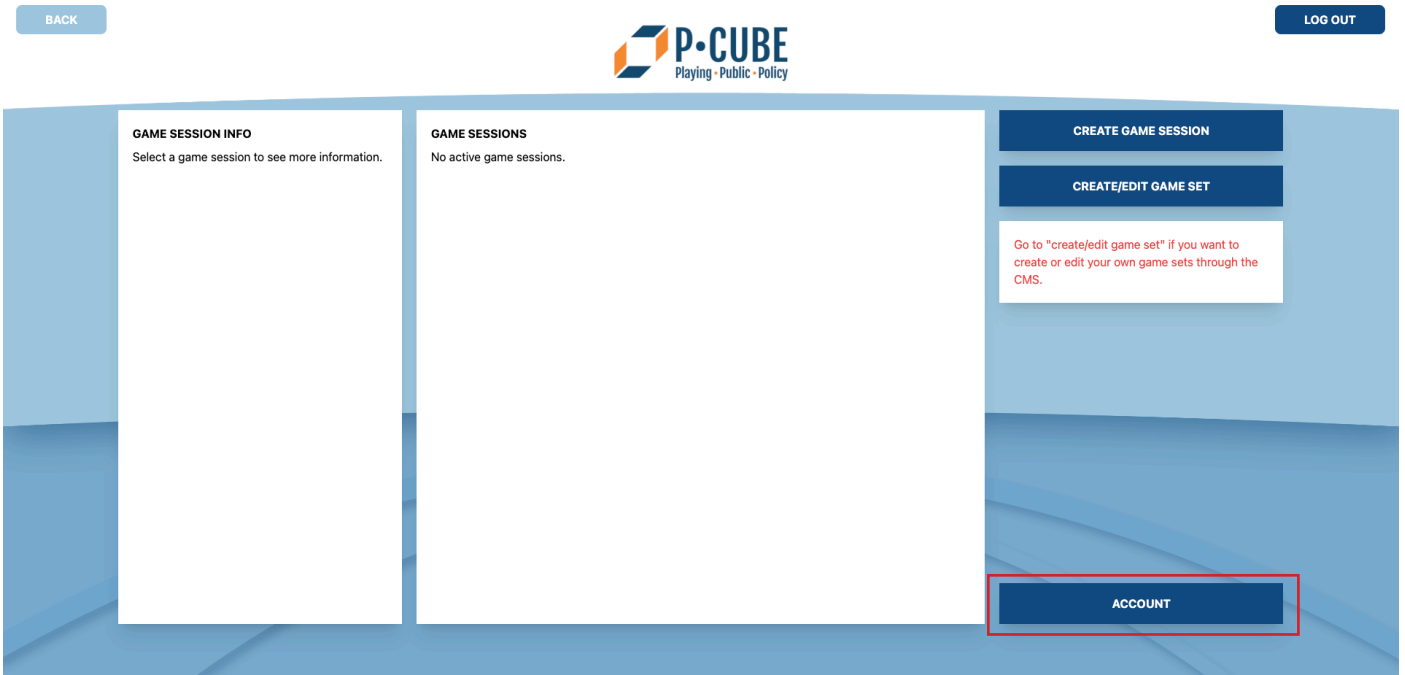 BACK
LOG OUT
P•CUBE
Playing • Public • Policy
GAME SESSION INFO
Select a game session to see more information.
GAME SESSIONS
No active game sessions.
CREATE GAME SESSION
CREATE/EDIT GAME SET
Go to "create/edit game set" if you want to
create or edit your own game sets through the
CMS.
ACCOUNT